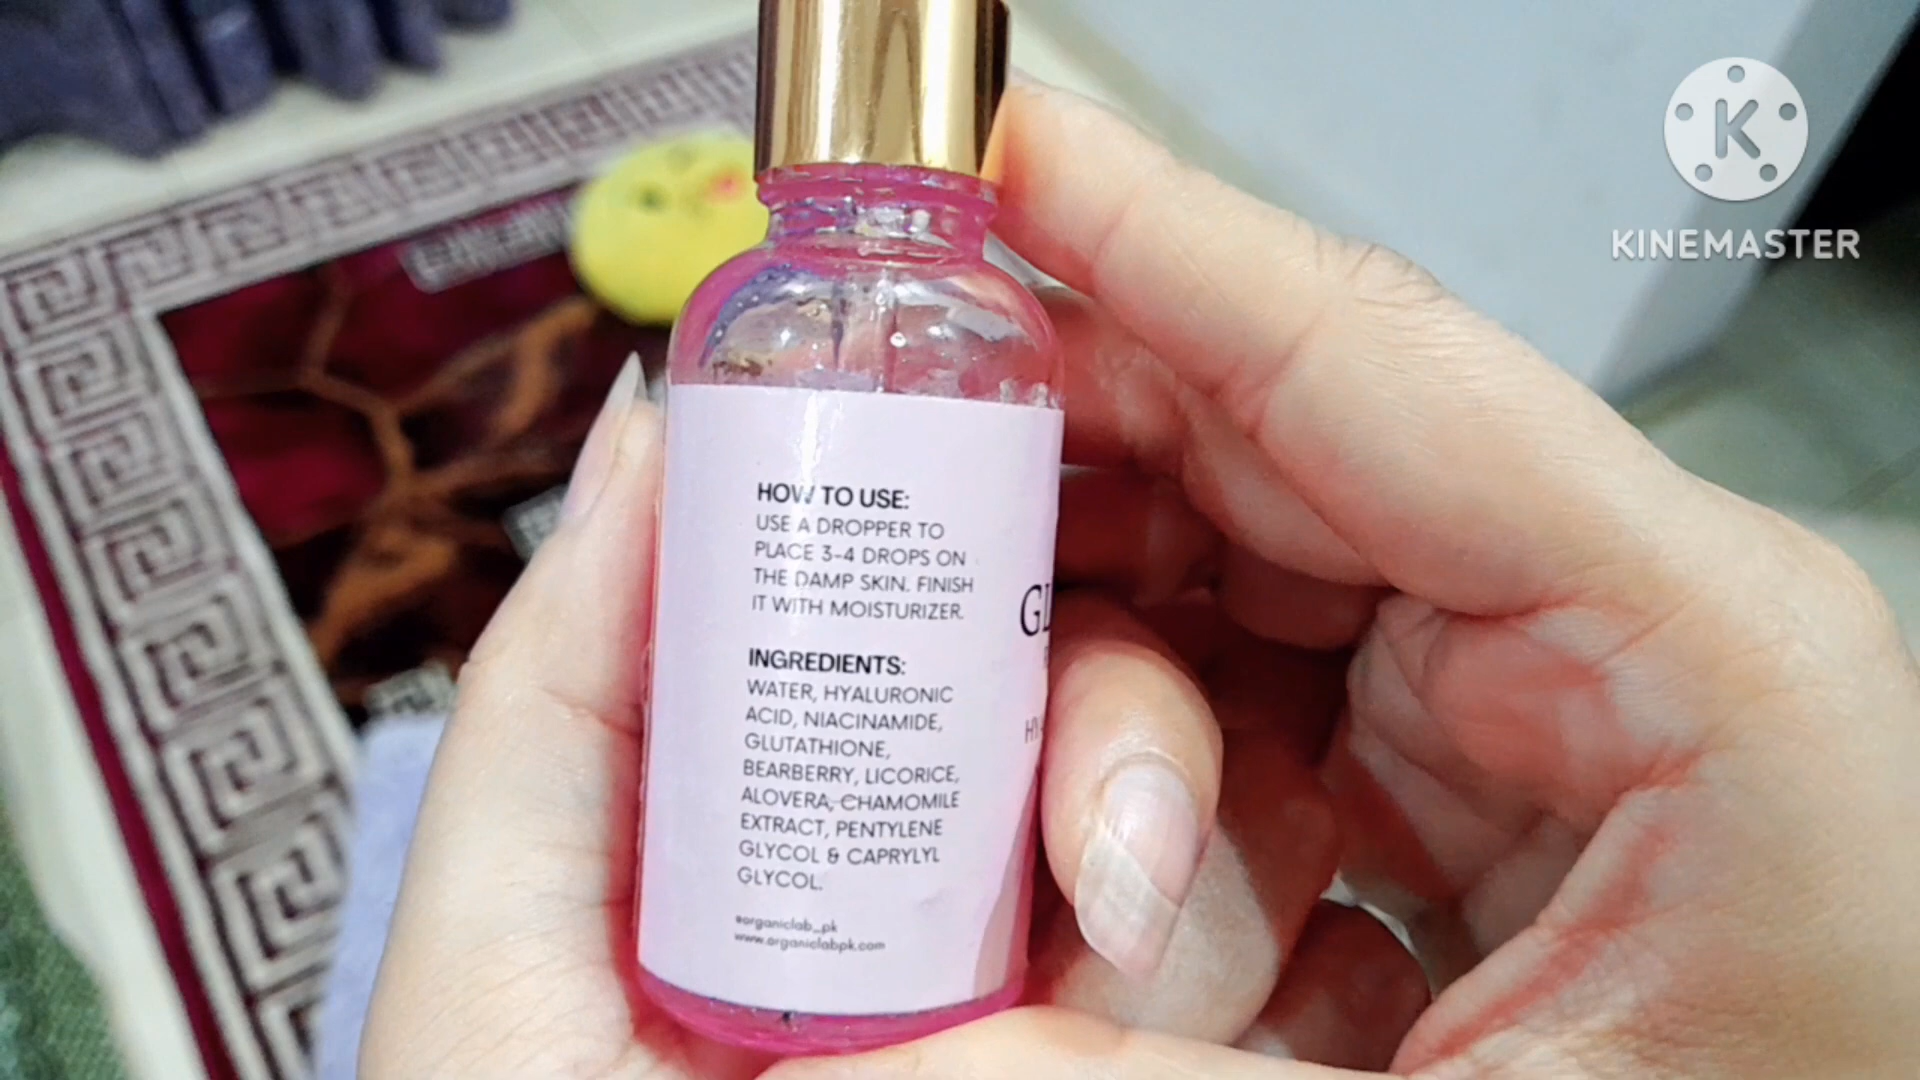 K
KINEMASTER
HOW TO USE:
USE A DROPPER TO
PLACE 3-4 DROPS ON
THE DAMP SKIN. FINISH
IT WITH MOISTURIZER.
INGREDIENTS:
WATER, HYALURONIC
ACID, NIACINAMIDE,
GLUTATHIONE,
BEARBERRY, LICORICE,
ALOVERA, CHAMOMILE
EXTRACT, PENTYLENE
GLYCOL & CAPRYLYL
GLYCOL.
@organiclab_pk
www.organiclabpk.com